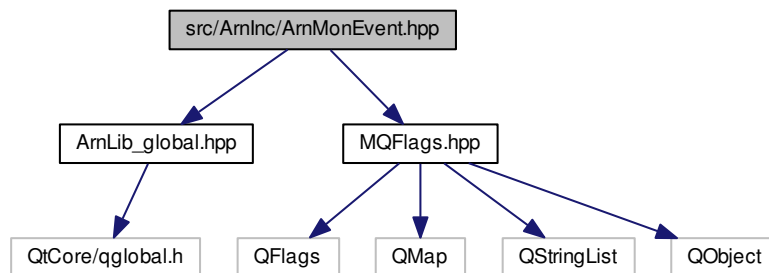 src/ArnInc/ArnMonEvent.hpp
ArnLib_global.hpp
MQFlags.hpp
QtCore/qglobal.h
QFlags
QMap
QStringList
QObject